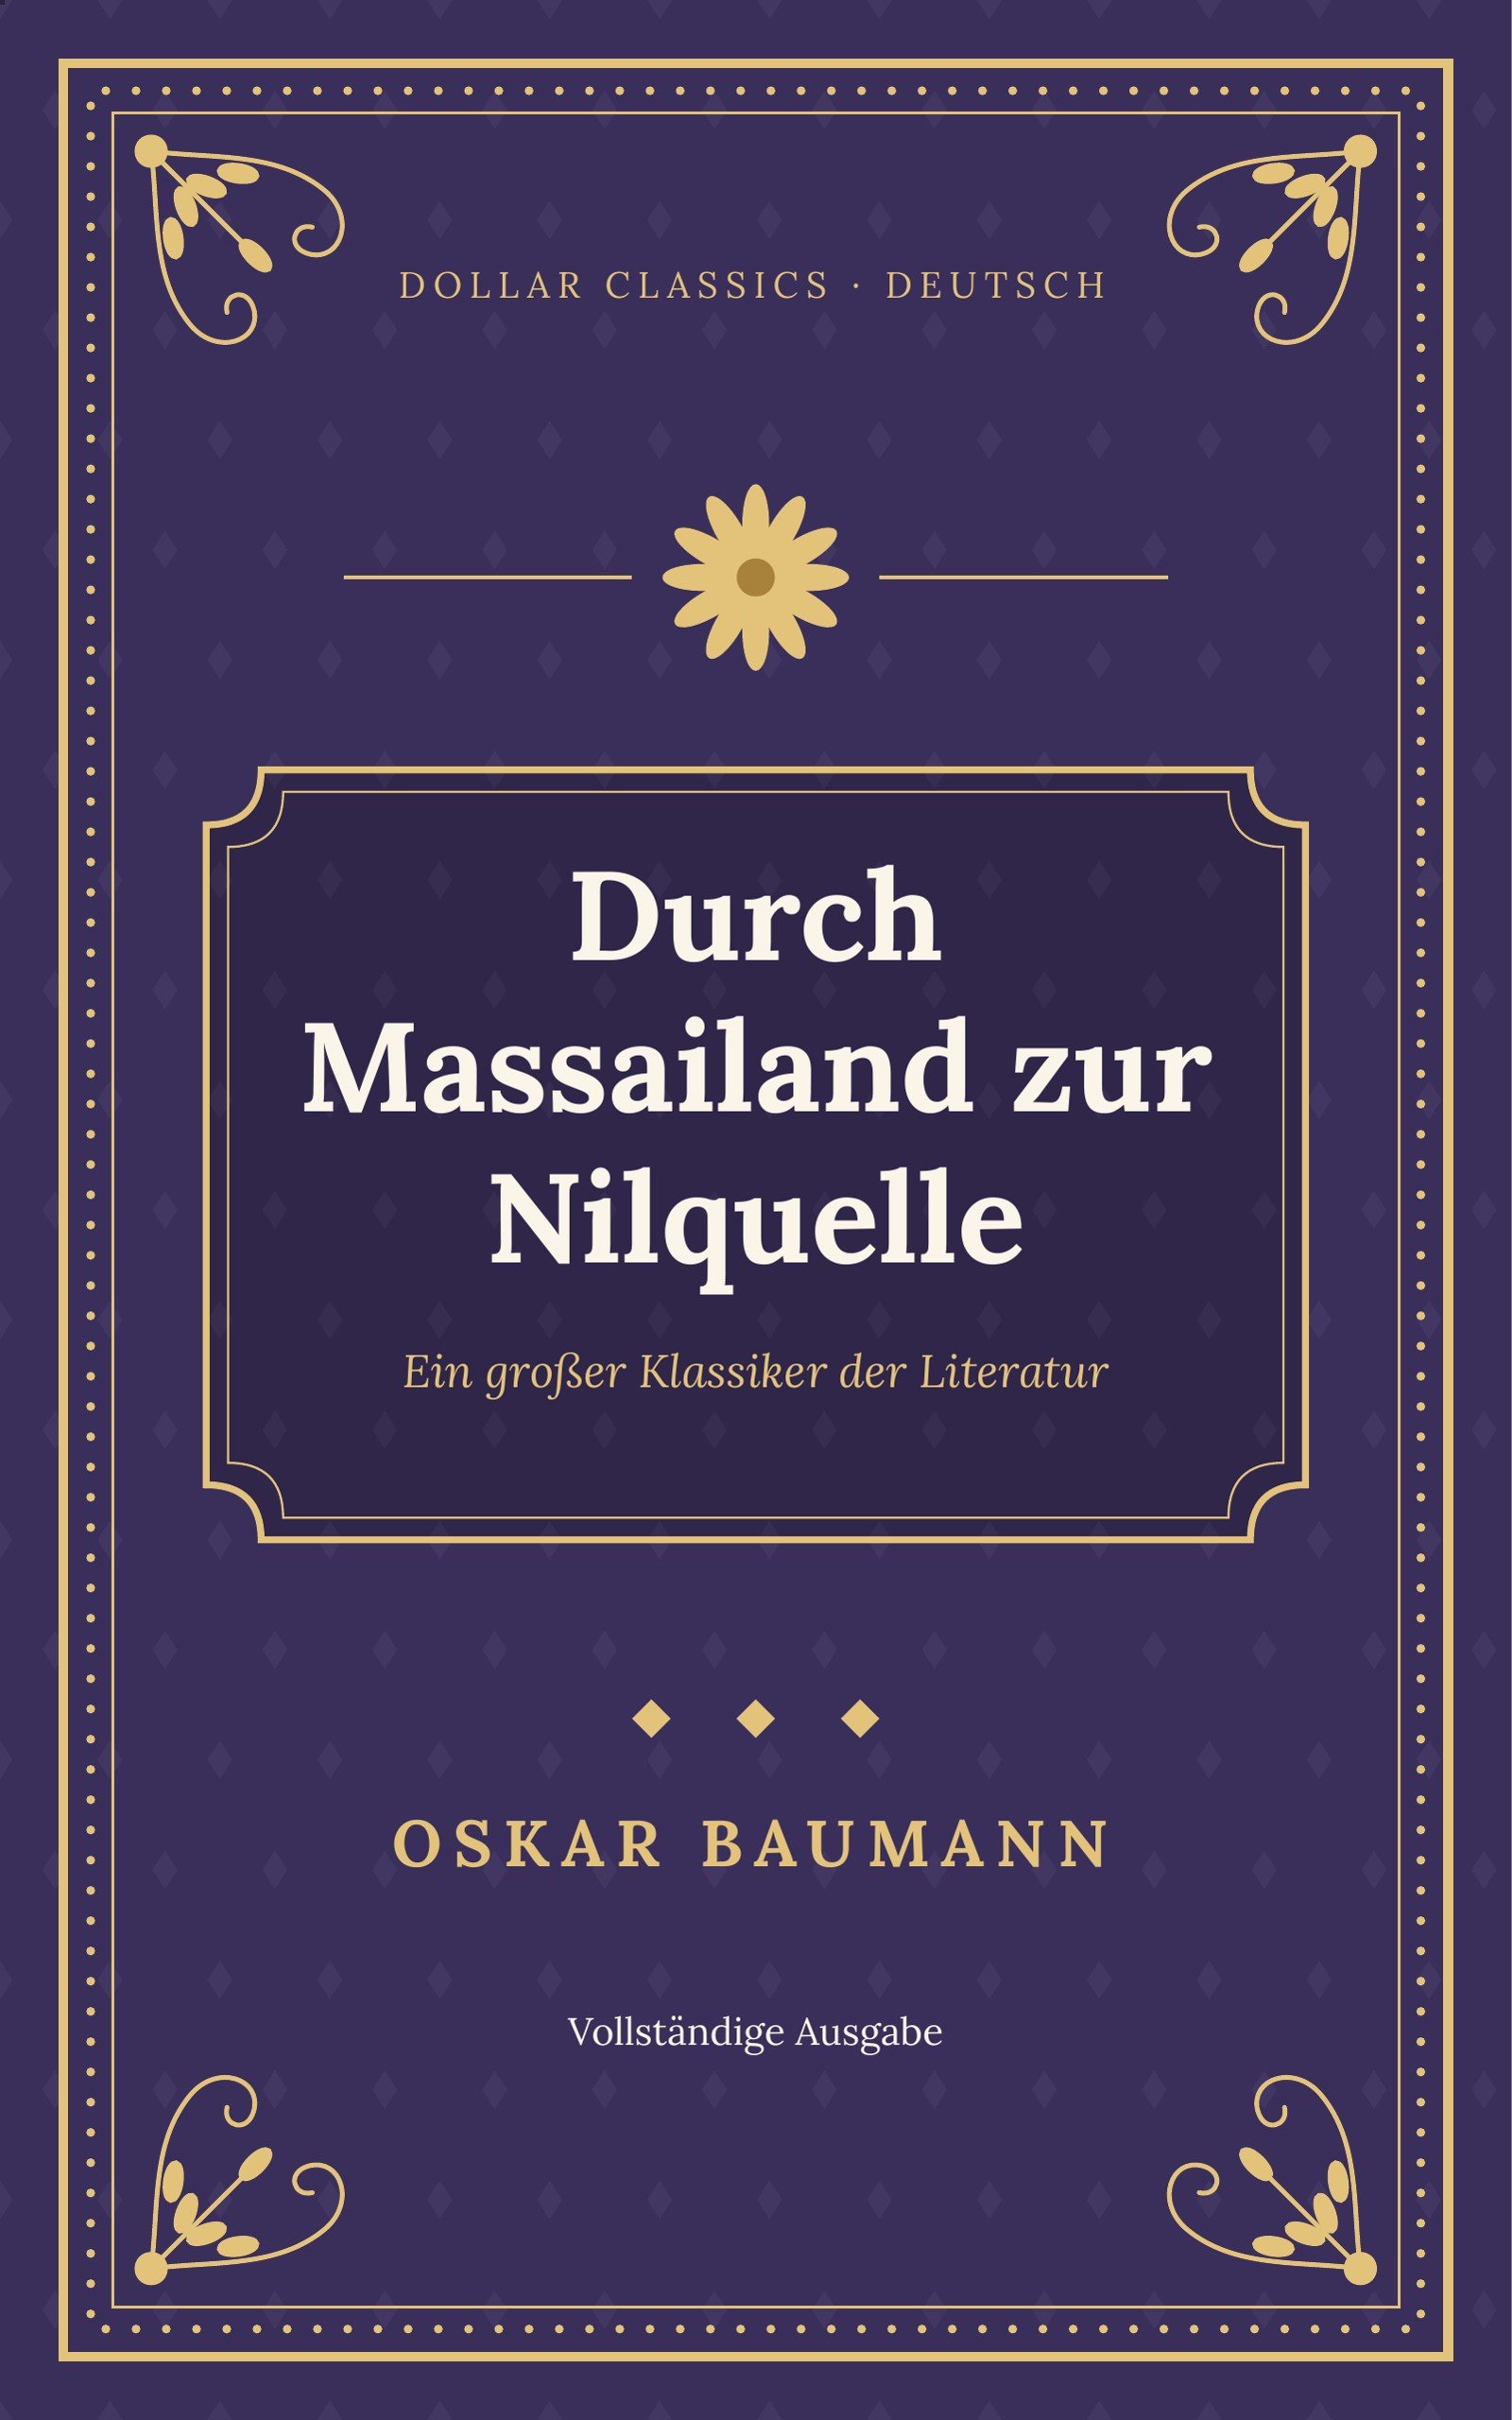 DOLLAR CLASSICS · DEUTSCH
Durch
Massailand zur
Nilquelle
Ein großer Klassiker der Literatur
OSKAR BAUMANN
Vollständige Ausgabe